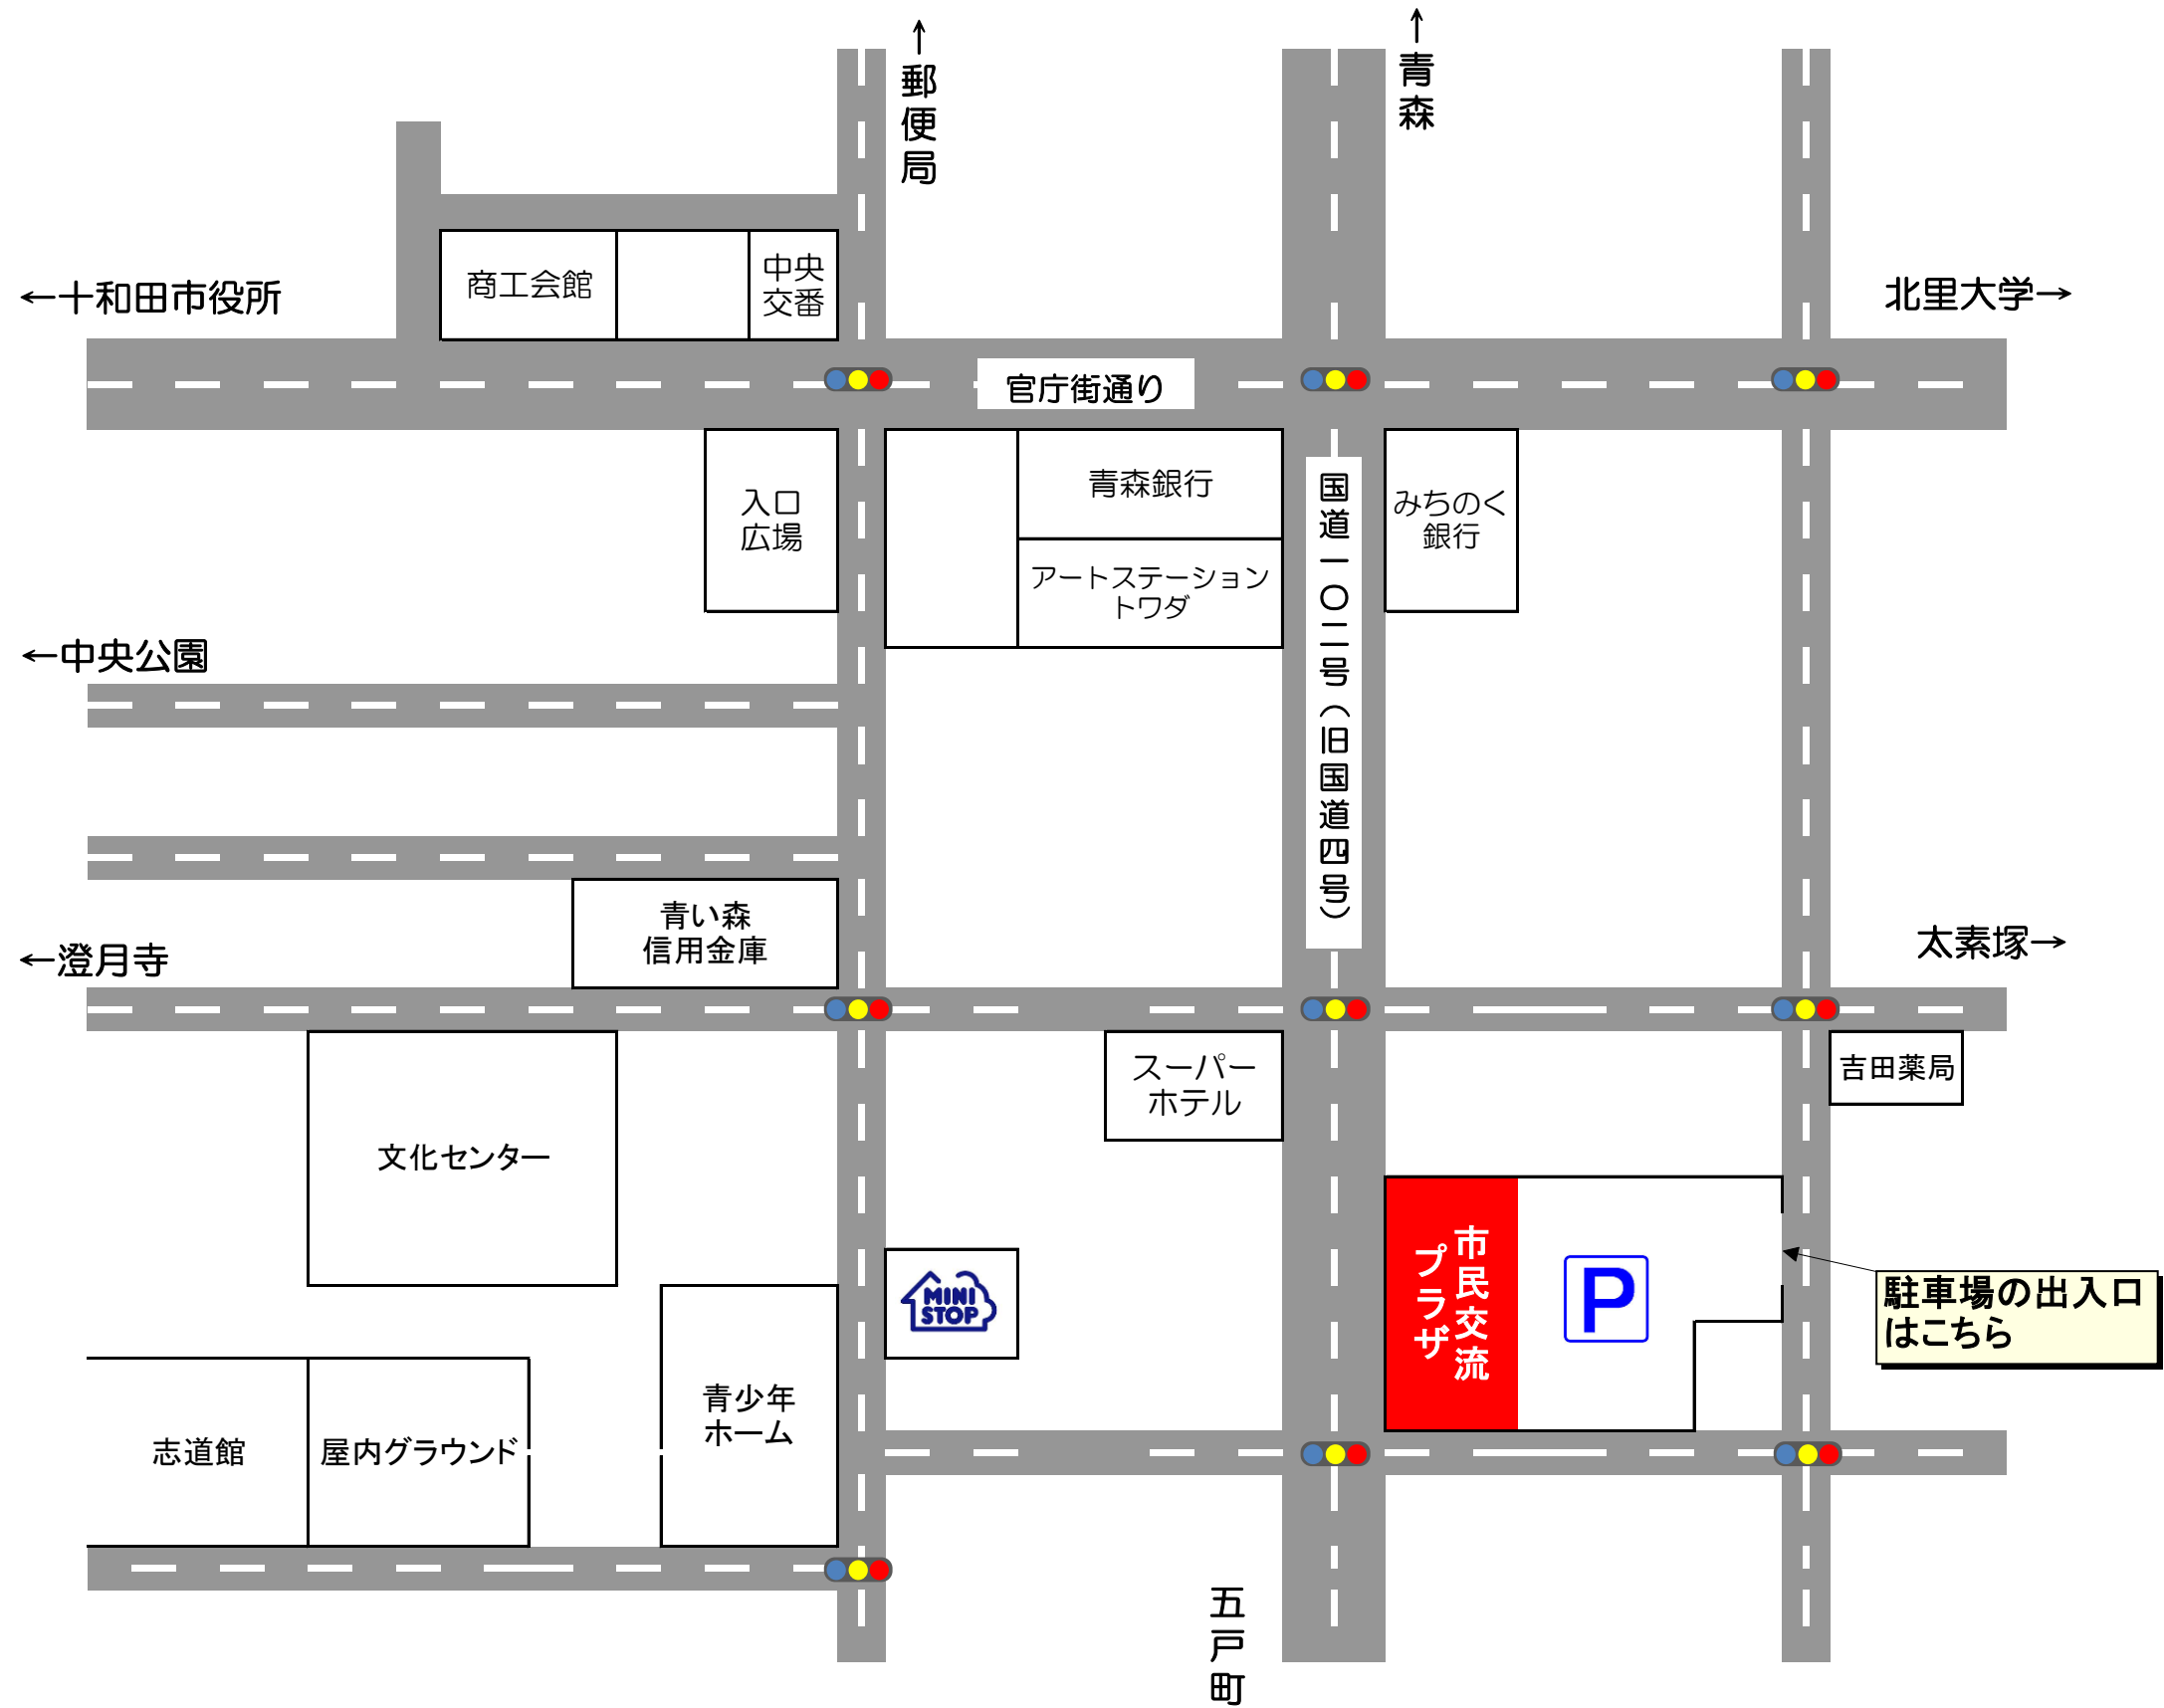 ↑郵便局
↑青森
商工会館
中央
交番
←十和田市役所
北里大学→
官庁街通り
入口
広場
青森銀行
アートステーション
トワダ
国道一〇二号(旧国道四号)
みちのく
銀行
←中央公園
青い森
信用金庫
←澄月寺
太素塚→
スーパー
ホテル
吉田薬局
文化センター
市民交流
プラザ
P
MINI
STOP
駐車場の出入口
はこちら
青少年
ホーム
志道館
屋内グラウンド
五戸町